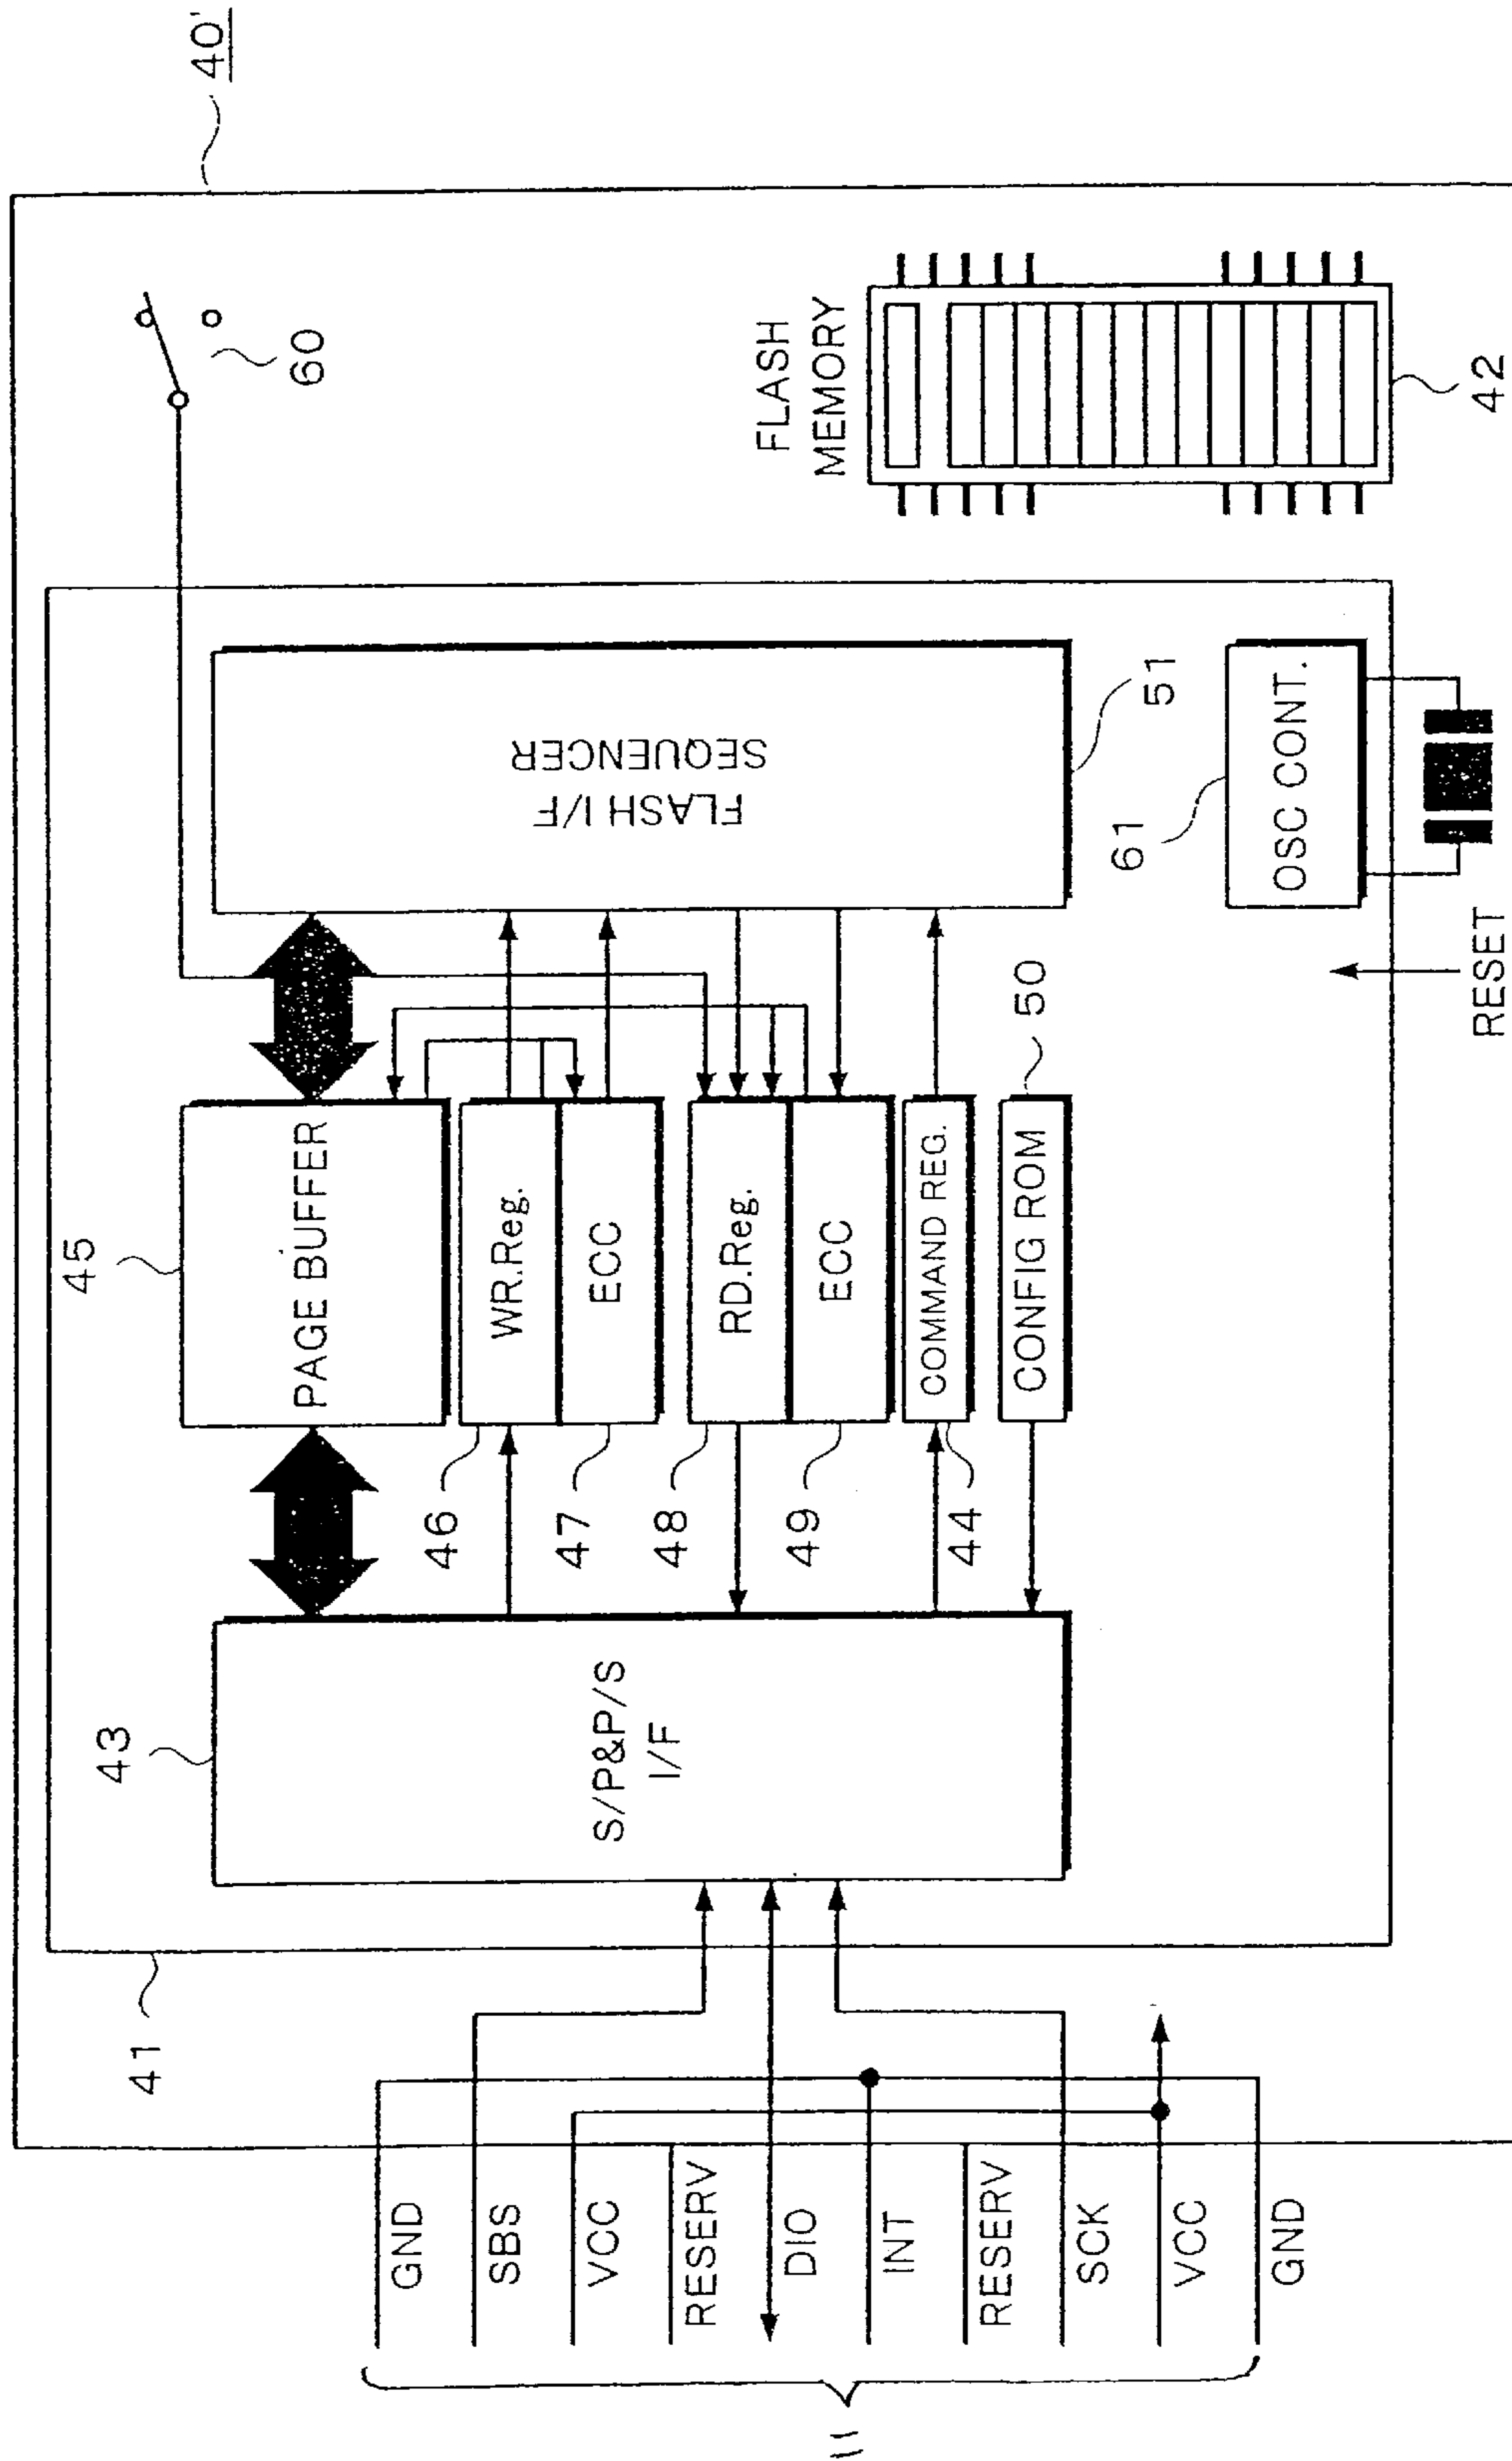 40'
60
FLASH
MEMORY
42
41
43
S/P&P/S
I/F
45
PAGE BUFFER
46
WR.Reg.
47
ECC
48
RD.Reg.
49
ECC
44
COMMAND REG.
CONFIG ROM
50
FLASH I/F
SEQUENCER
51
61
OSC CONT.
RESET
GND
SBS
VCC
RESERV
DIO
INT
RESERV
SCK
VCC
GND
11